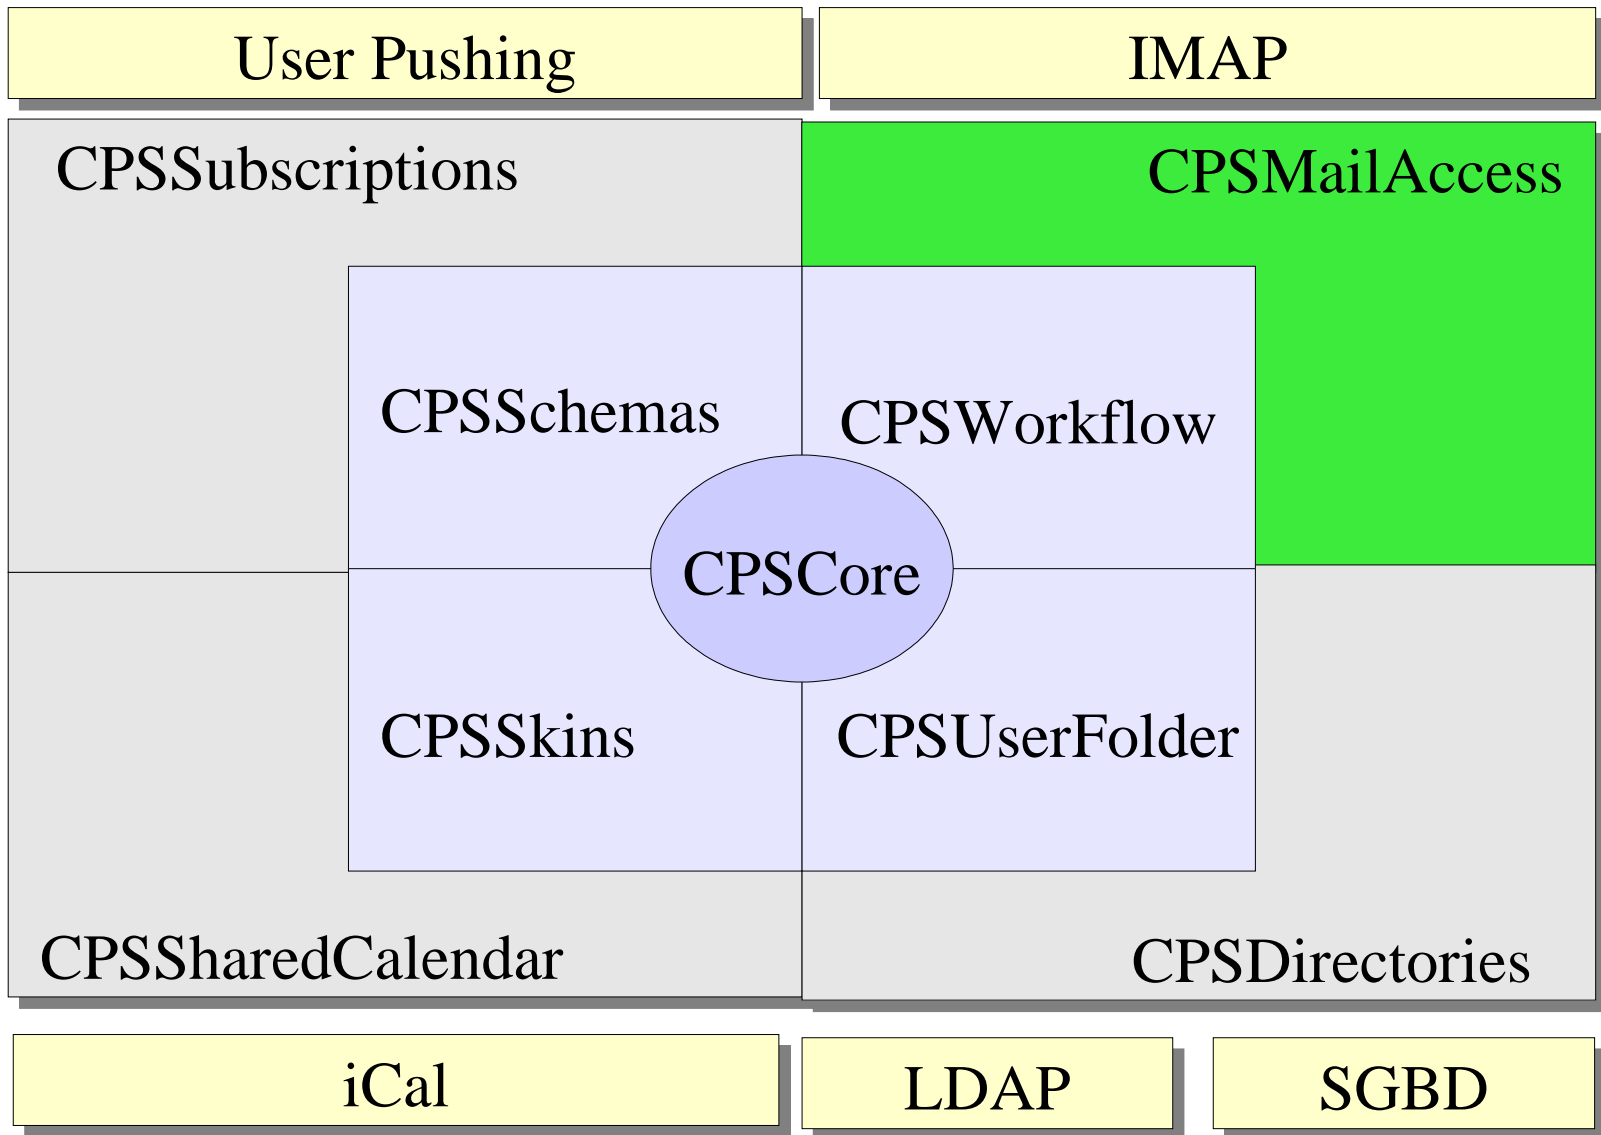 User Pushing
IMAP
CPSSubscriptions
CPSMailAccess
CPSSchemas
CPSWorkflow
CPSCore
CPSSkins
CPSUserFolder
CPSSharedCalendar
CPSDirectories
iCal
LDAP
SGBD